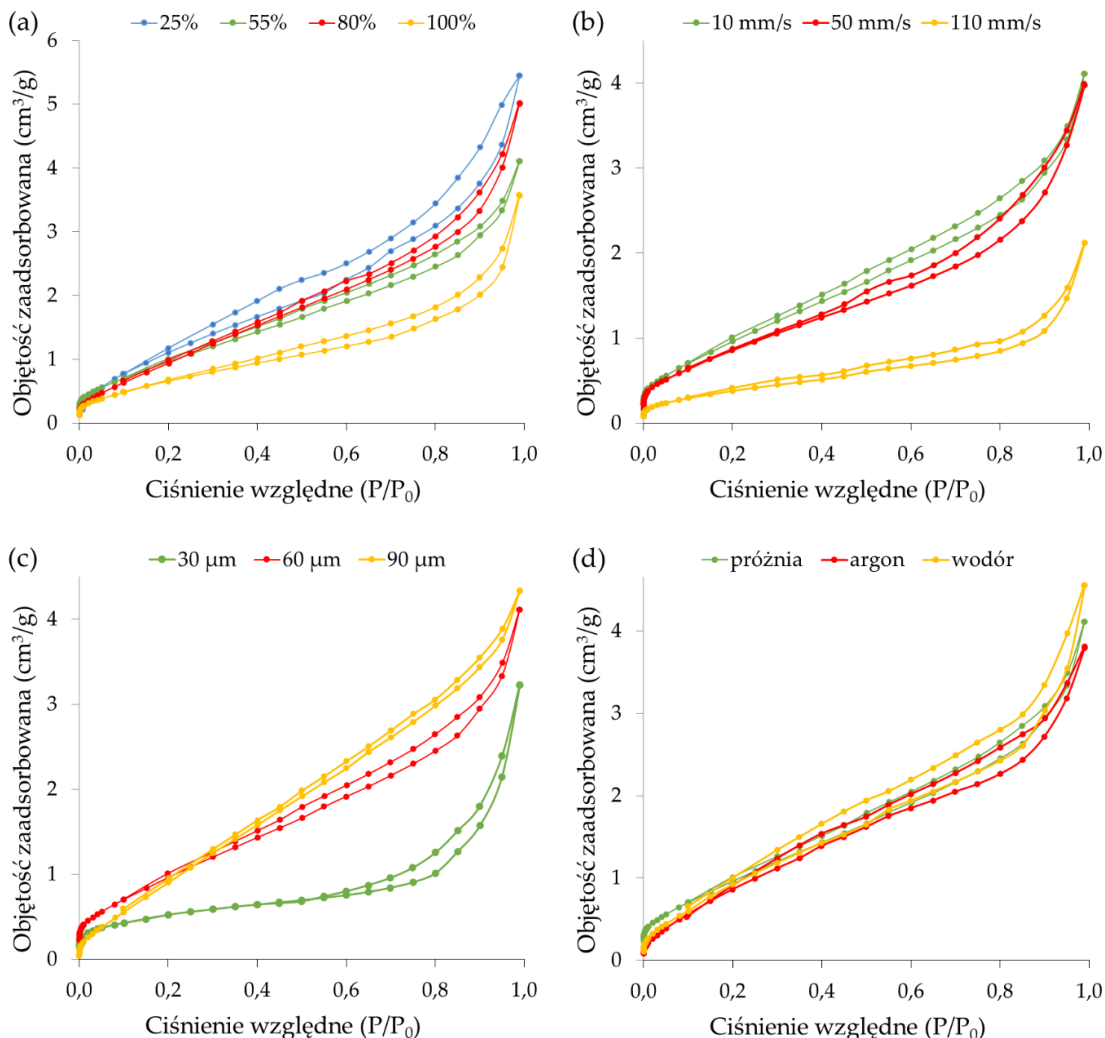 (a) 25% 55% 80% 100%
Objętość zaadsorbowana (cm³/g)
6
5
4
3
2
1
0
0,0 0,2 0,4 0,6 0,8 1,0
Ciśnienie względne (P/P₀)
(b) 10 mm/s 50 mm/s 110 mm/s
Objętość zaadsorbowana (cm³/g)
4
3
2
1
0
0,0 0,2 0,4 0,6 0,8 1,0
Ciśnienie względne (P/P₀)
(c) 30 µm 60 µm 90 µm
Objętość zaadsorbowana (cm³/g)
4
3
2
1
0
0,0 0,2 0,4 0,6 0,8 1,0
Ciśnienie względne (P/P₀)
(d) próżnia argon wodór
Objętość zaadsorbowana (cm³/g)
4
3
2
1
0
0,0 0,2 0,4 0,6 0,8 1,0
Ciśnienie względne (P/P₀)